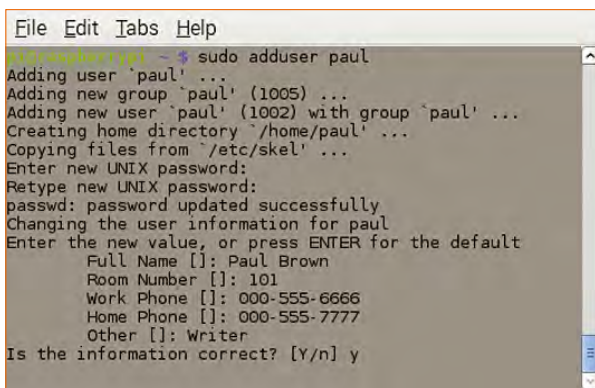 File Edit Tabs Help
pi@raspberrypi ~ $ sudo adduser paul
Adding user `paul' ...
Adding new group `paul' (1005) ...
Adding new user `paul' (1002) with group `paul' ...
Creating home directory `/home/paul' ...
Copying files from `/etc/skel' ...
Enter new UNIX password:
Retype new UNIX password:
passwd: password updated successfully
Changing the user information for paul
Enter the new value, or press ENTER for the default
Full Name []: Paul Brown
Room Number []: 101
Work Phone []: 000-555-6666
Home Phone []: 000-555-7777
Other []: Writer
Is the information correct? [Y/n] y